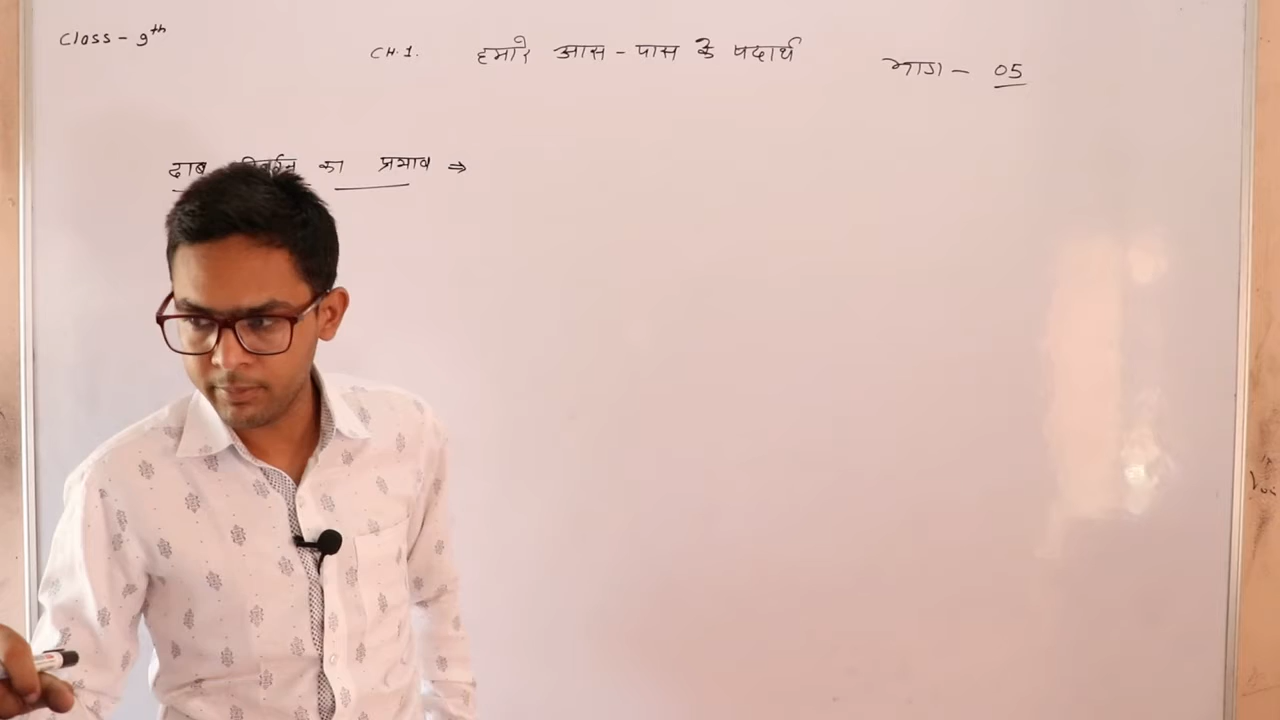 Class - 9th
CH.1. हमारे आस - पास के पदार्थ
भाग - 05
दाब का प्रभाव ⇒